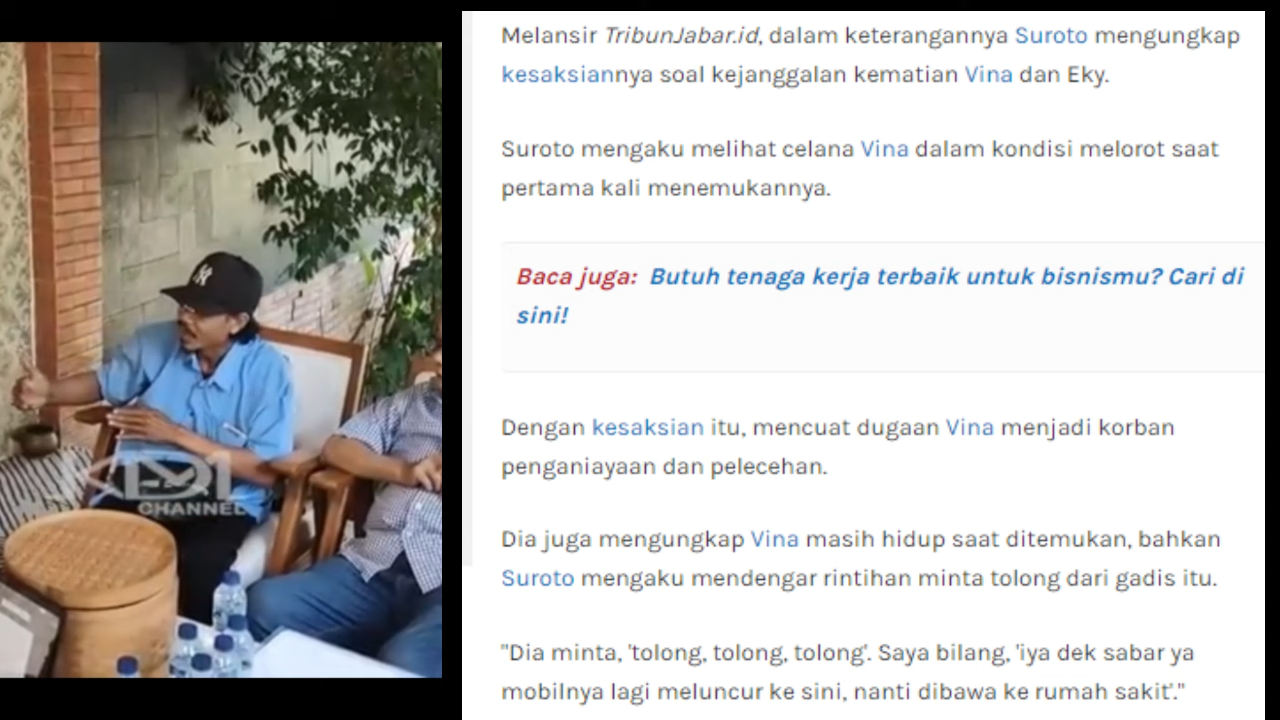 NY
KDI
CHANNEL
Melansir TribunJabar.id, dalam keterangannya Suroto mengungkap
kesaksiannya soal kejanggalan kematian Vina dan Eky.
Suroto mengaku melihat celana Vina dalam kondisi melorot saat
pertama kali menemukannya.
Baca juga: Butuh tenaga kerja terbaik untuk bisnismu? Cari di
sini!
Dengan kesaksian itu, mencuat dugaan Vina menjadi korban
penganiayaan dan pelecehan.
Dia juga mengungkap Vina masih hidup saat ditemukan, bahkan
Suroto mengaku mendengar rintihan minta tolong dari gadis itu.
"Dia minta, 'tolong, tolong, tolong'. Saya bilang, 'iya dek sabar ya
mobilnya lagi meluncur ke sini, nanti dibawa ke rumah sakit'."